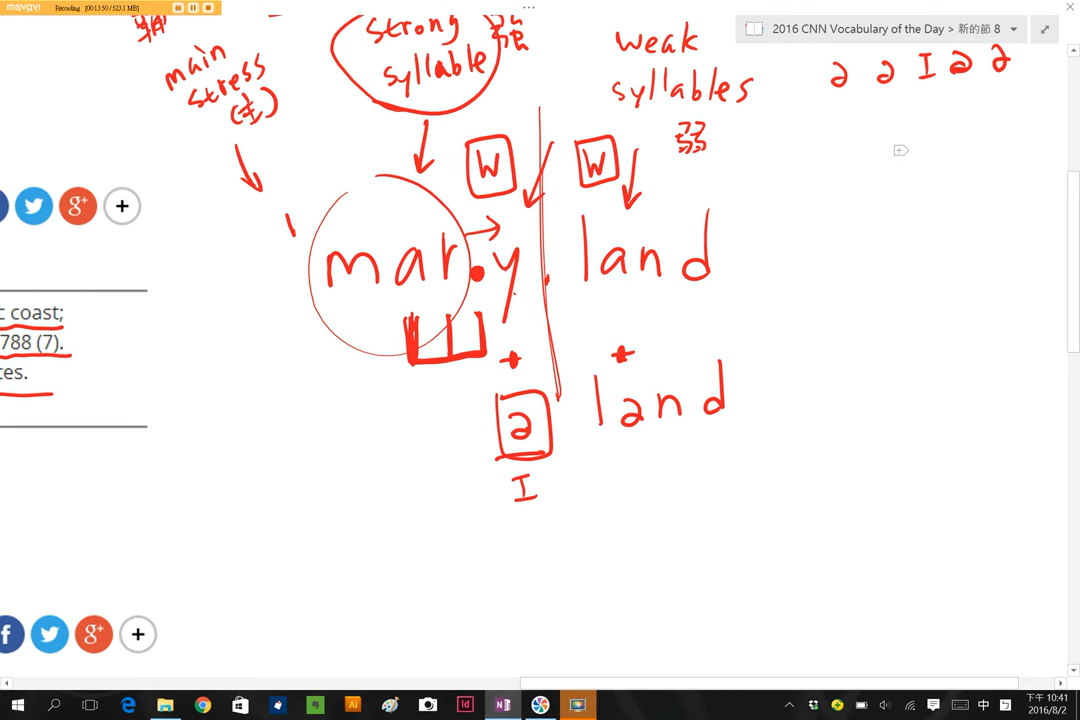 movavi Recording [00:13:50 / 523.1 MB]
2016 CNN Vocabulary of the Day > 新的節 8
main
stress
(主)
strong
syllable
強
weak
syllables
弱
ə ə I ə ə
W W
mar.y.land
ə lənd
I
c coast;
788 (7).
tes.
下午 10:41
2016/8/2
中